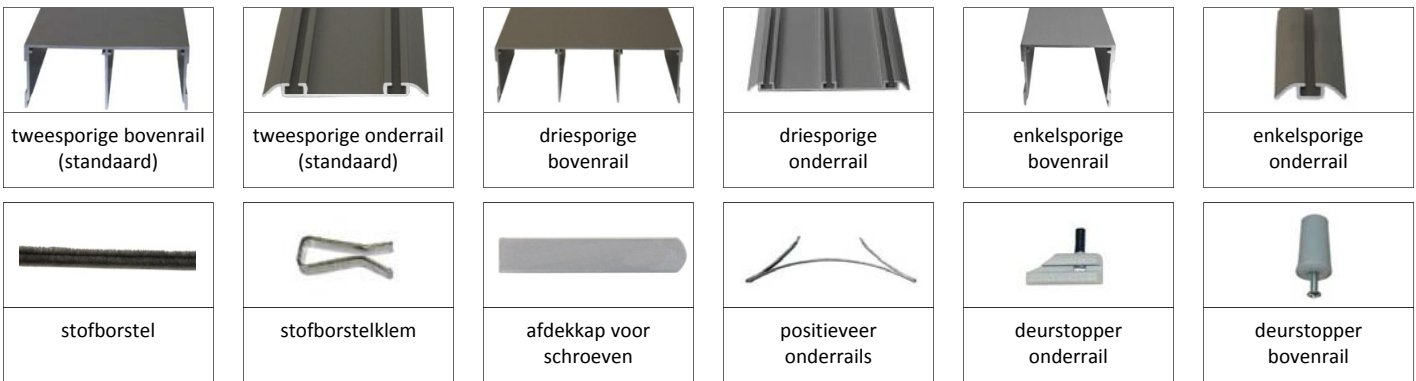 tweesporige bovenrail
(standaard)
tweesporige onderrail
(standaard)
driesporige
bovenrail
driesporige
onderrail
enkelsporige
bovenrail
enkelsporige
onderrail
stofborstel
stofborstelklem
afdekkap voor
schroeven
positieveer
onderrails
deurstopper
onderrail
deurstopper
bovenrail